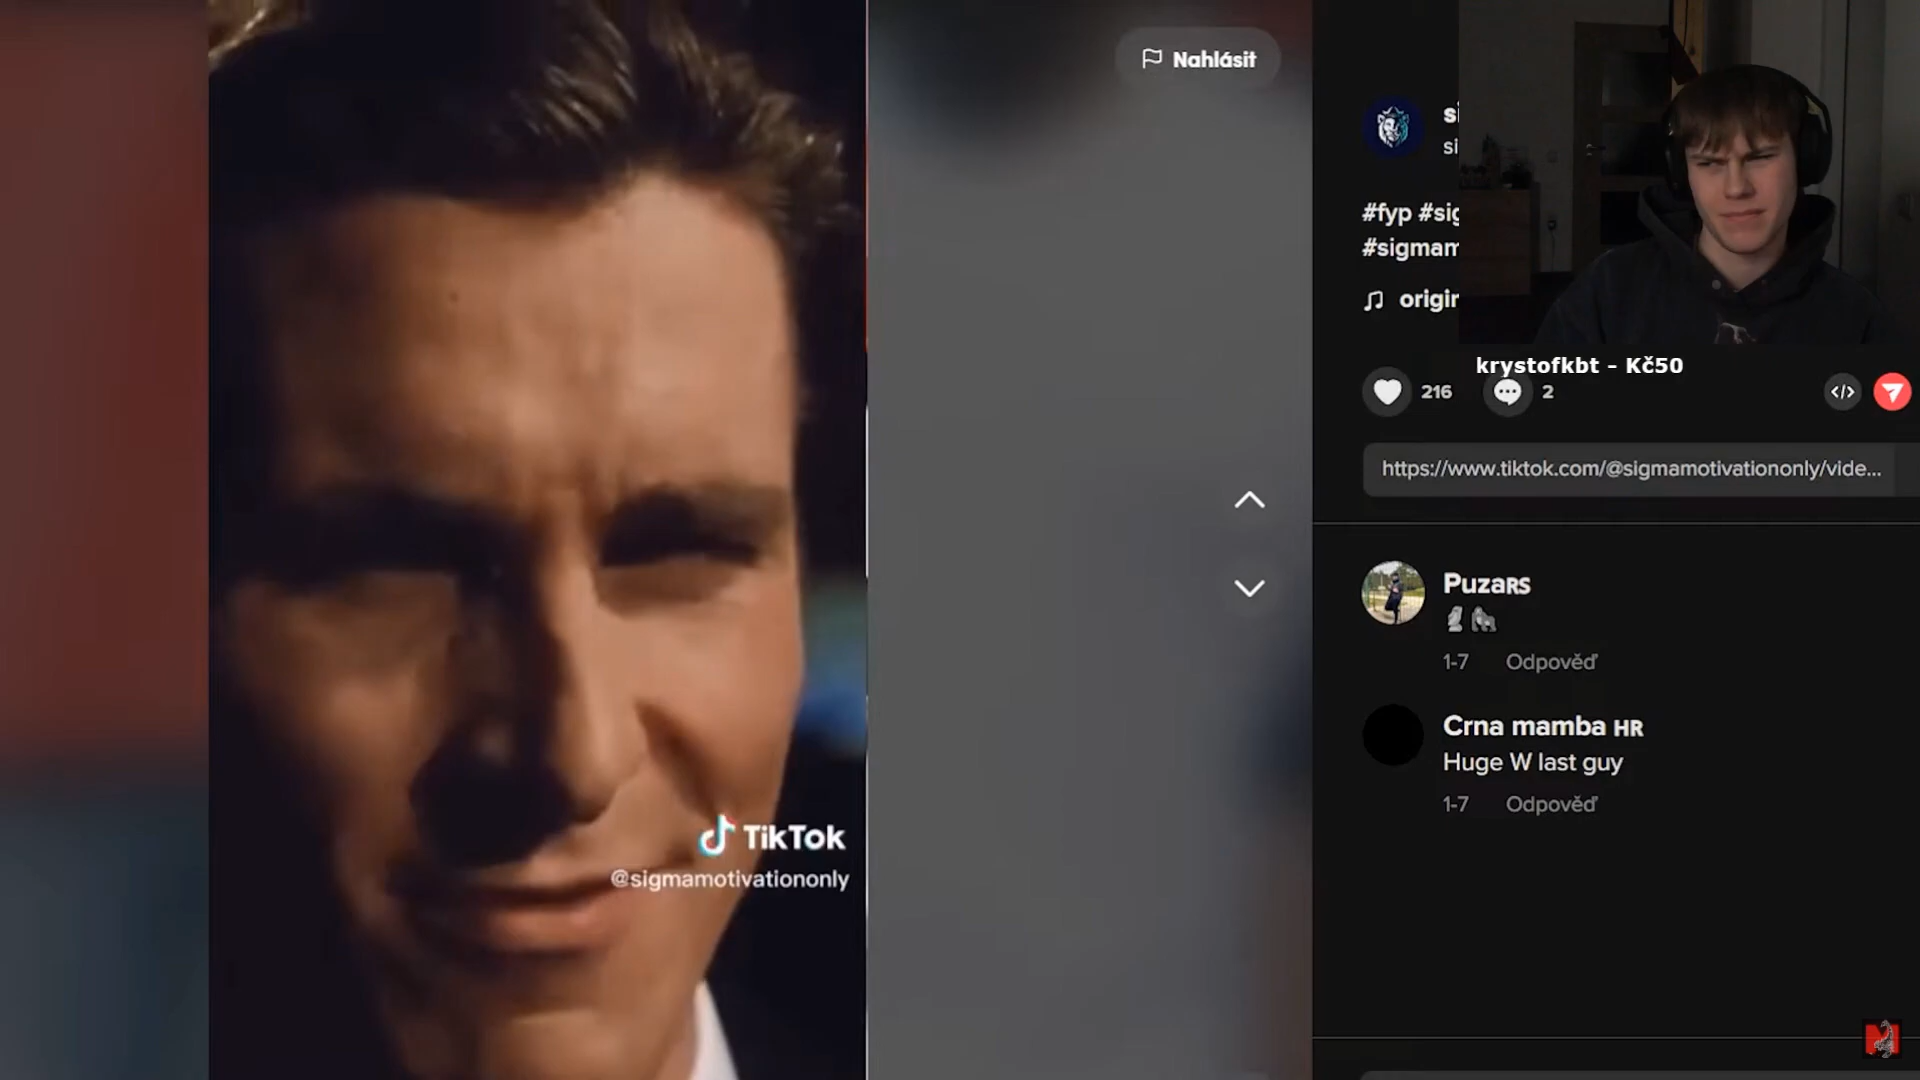 Nahlásit
si
si
#fyp #sig
#sigmam
origin
krystofkbt - Kč50
216
2
https://www.tiktok.com/@sigmamotivationonly/vide...
PuzaRS
1-7 Odpověď
Crna mamba HR
Huge W last guy
1-7 Odpověď
TikTok
@sigmamotivationonly